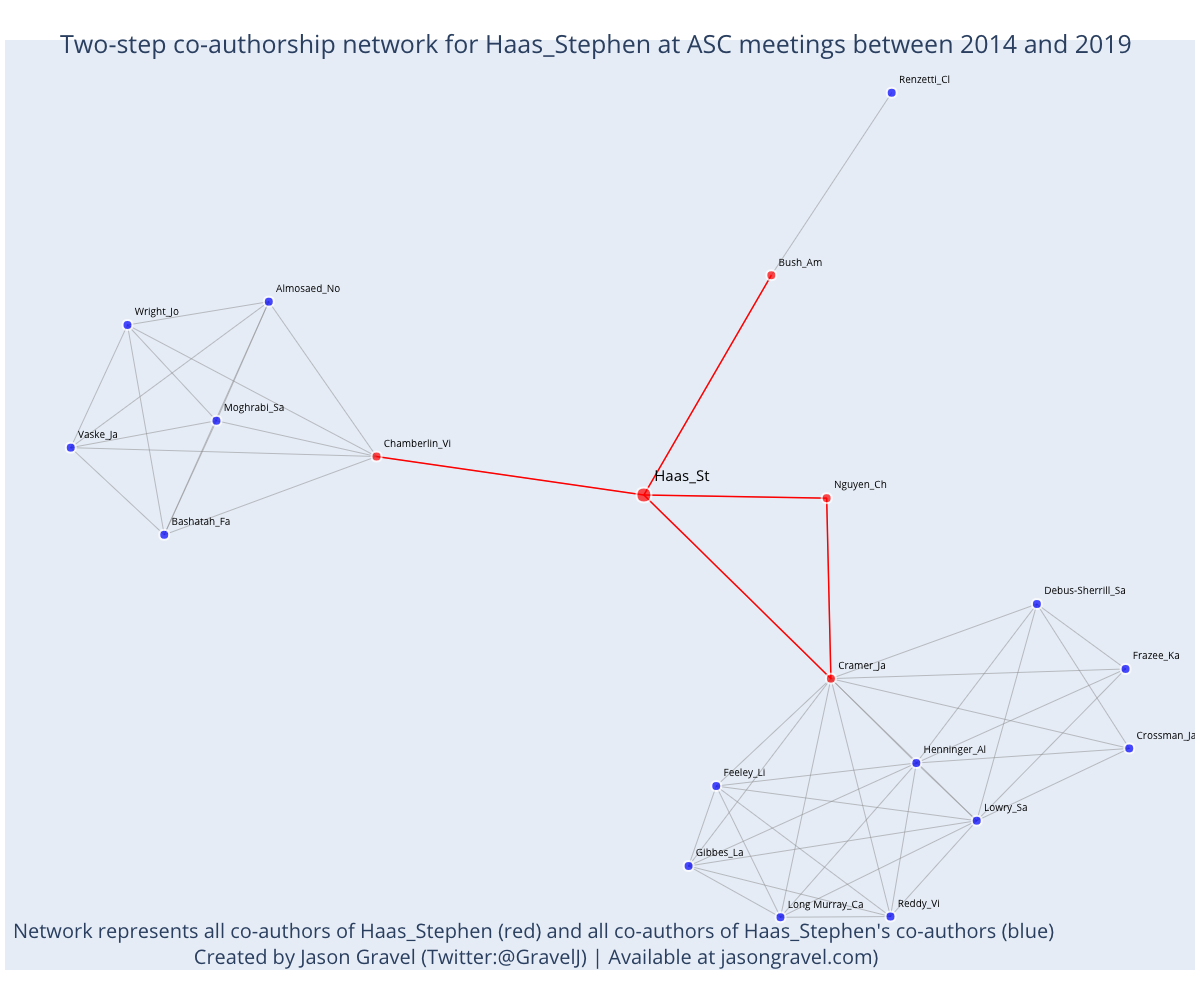 Two-step co-authorship network for Haas_Stephen at ASC meetings between 2014 and 2019
Renzetti_Cl
Bush_Am
Almosaed_No
Wright_Jo
Moghrabi_Sa
Vaske_Ja
Chamberlin_Vi
Haas_St
Nguyen_Ch
Bashatah_Fa
Debus-Sherrill_Sa
Frazee_Ka
Cramer_Ja
Crossman_Ja
Henninger_Al
Feeley_Li
Lowry_Sa
Gibbes_La
Long Murray_Ca
Reddy_Vi
Network represents all co-authors of Haas_Stephen (red) and all co-authors of Haas_Stephen's co-authors (blue)
Created by Jason Gravel (Twitter:@GravelJ) | Available at jasongravel.com)